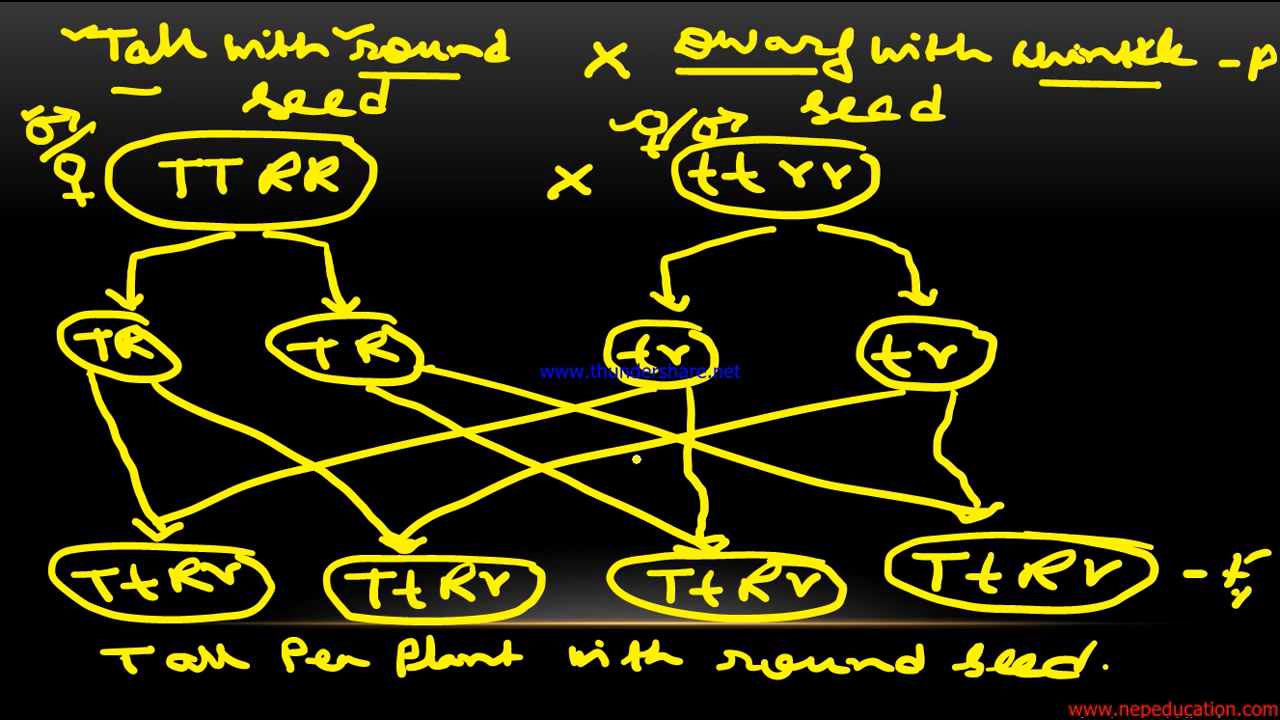 Tall with round × Dwarf with wrinkle - P
seed seed
♂/♀ TTRR × ♀/♂ ttrr
TR TR tr tr
www.thundershare.net
TtRr TtRr TtRr TtRr - F1
Tall Pea plant with round seed.
www.nepeducation.com